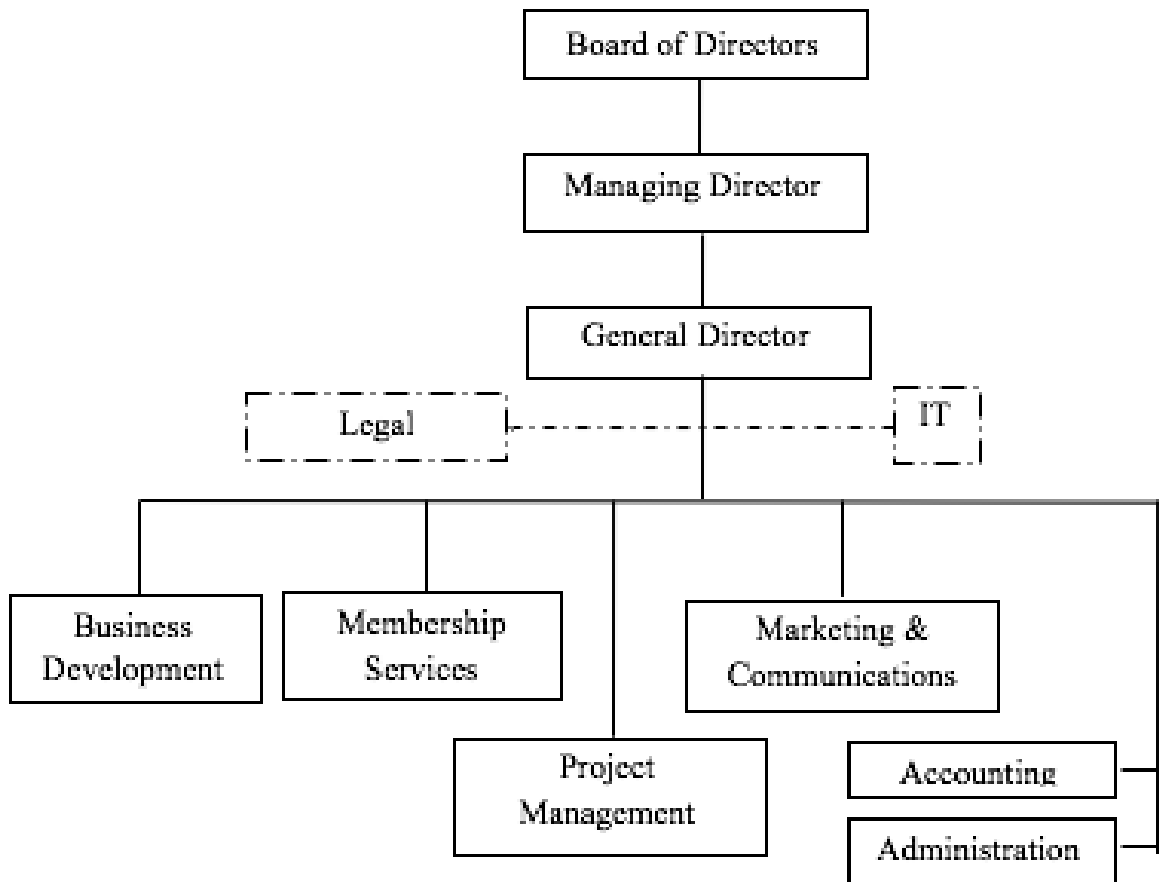 Board of Directors
Managing Director
General Director
Legal
IT
Business
Development
Membership
Services
Marketing &
Communications
Project
Management
Accounting
Administration